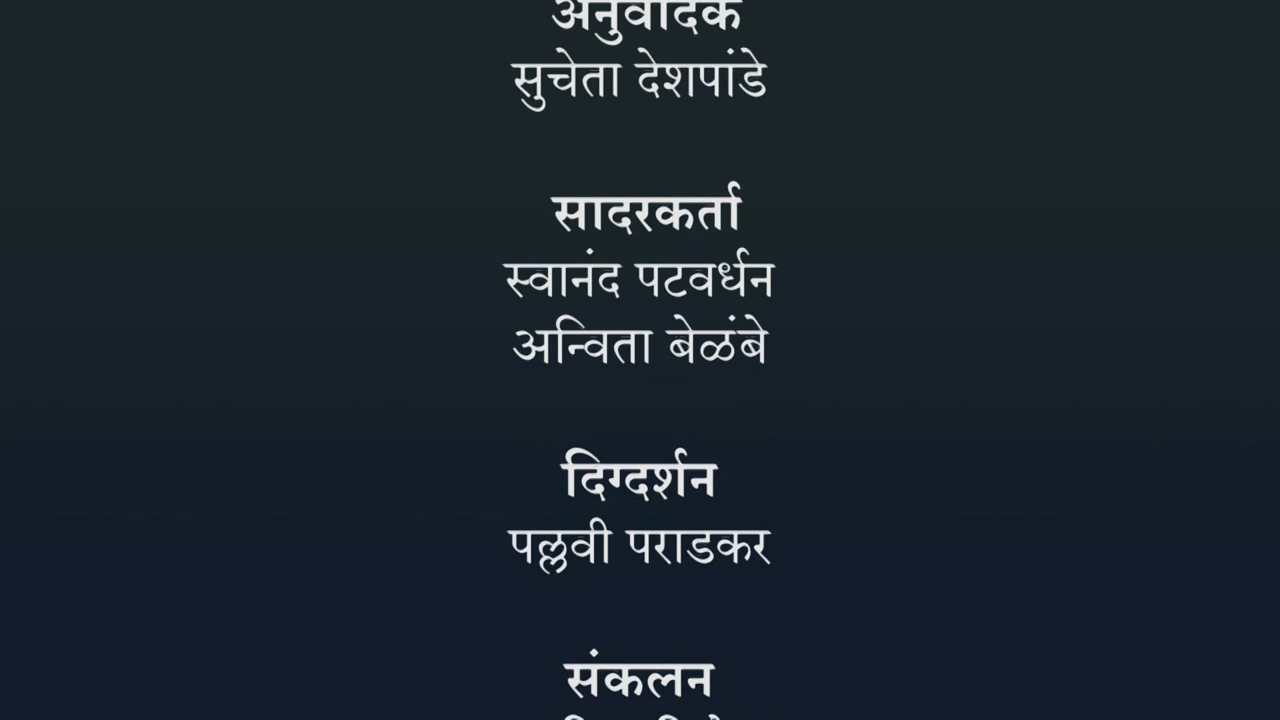 अनुवादक
सुचेता देशपांडे
सादरकर्ता
स्वानंद पटवर्धन
अन्विता बेळंबे
दिग्दर्शन
पल्लवी पराडकर
संकलन